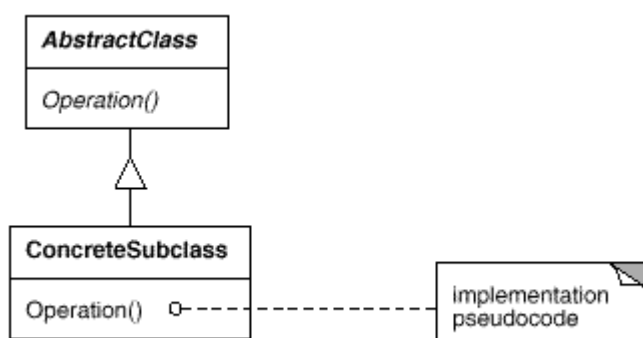 AbstractClass
Operation()
ConcreteSubclass
Operation()
implementation
pseudocode